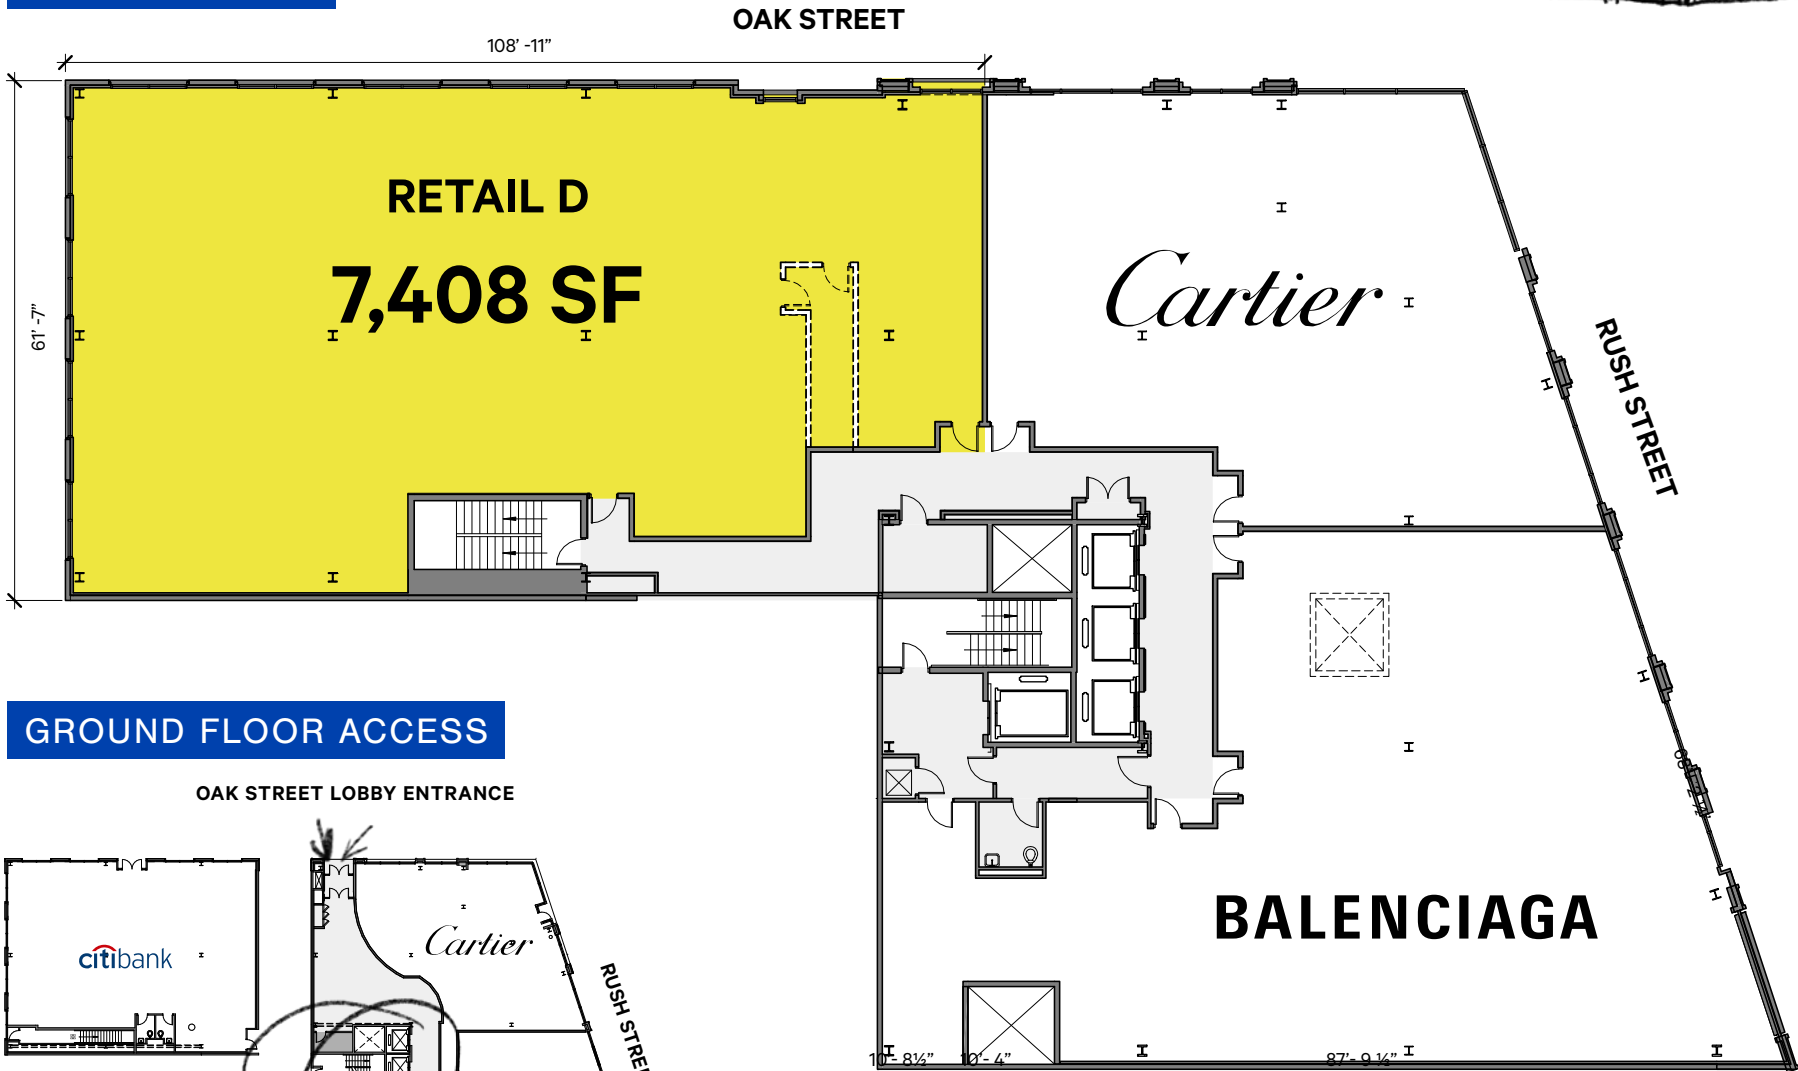 OAK STREET
108' -11”
RETAIL D
7,408 SF
61' -7”
Cartier
RUSH STREET
GROUND FLOOR ACCESS
OAK STREET LOBBY ENTRANCE
citibank
Cartier
BALENCIAGA
10'- 8½”
10'- 4”
87'- 9 ½”